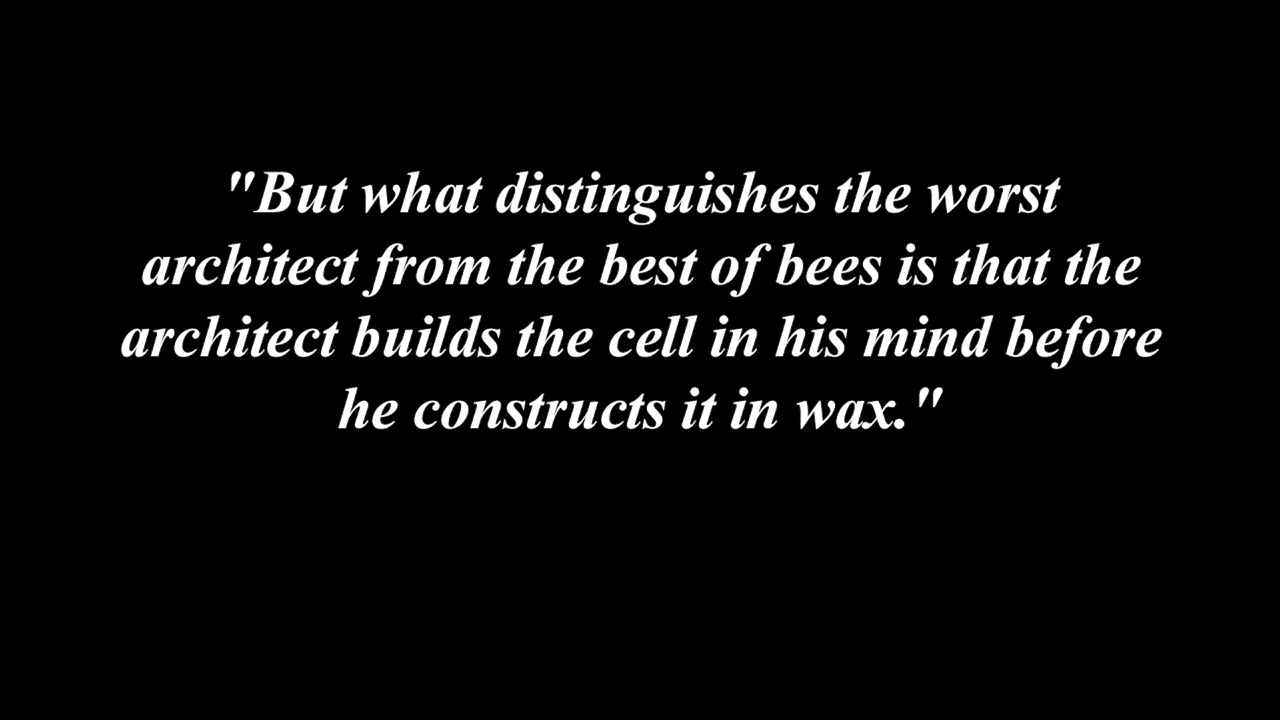 "But what distinguishes the worst
architect from the best of bees is that the
architect builds the cell in his mind before
he constructs it in wax."